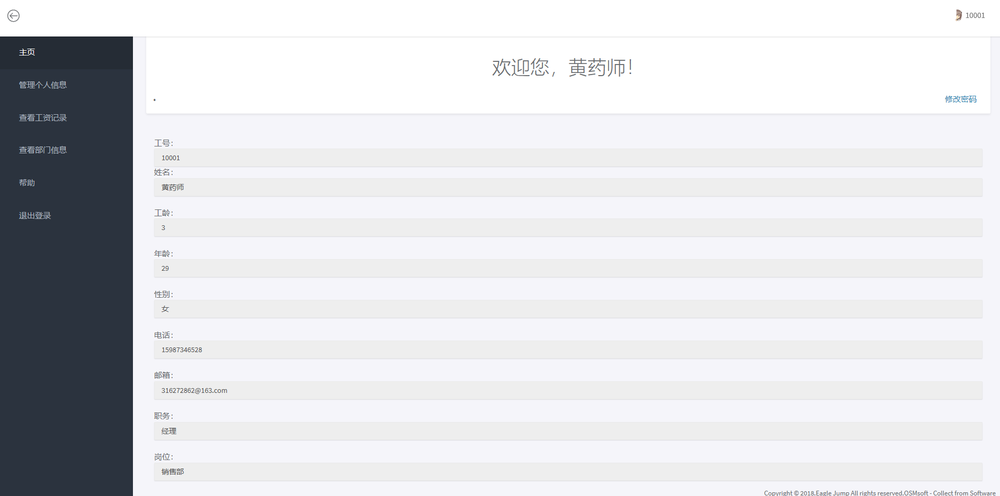 10001
主页
管理个人信息
查看工资记录
查看部门信息
帮助
退出登录
欢迎您，黄药师！
修改密码
工号：
10001
姓名：
黄药师
工龄：
3
年龄：
29
性别：
女
电话：
15987346528
邮箱：
316272862@163.com
职务：
经理
岗位：
销售部
Copyright © 2018.Eagle Jump All rights reserved.OSMsoft - Collect from Software